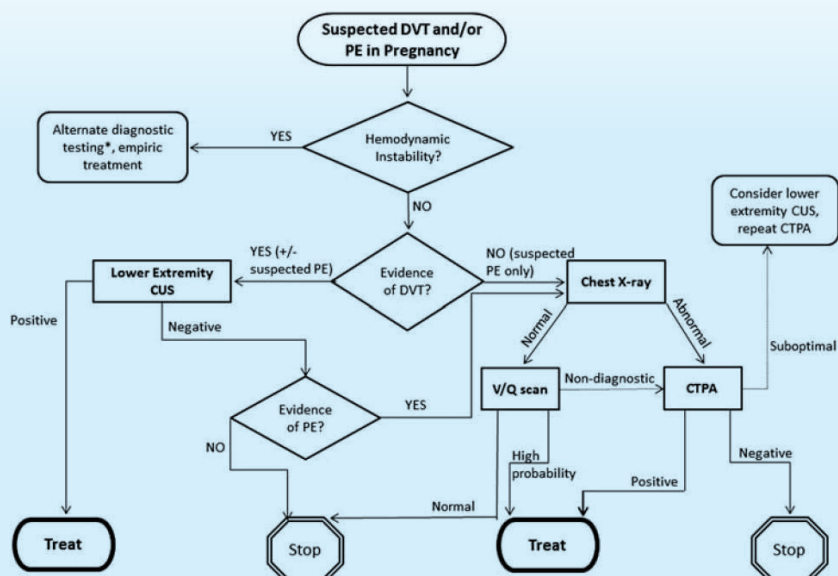 Suspected DVT and/or
PE in Pregnancy
Alternate diagnostic
testing*, empiric
treatment
YES
Hemodynamic
Instability?
NO
Consider lower
extremity CUS,
repeat CTPA
YES (+/-
suspected PE)
Evidence
of DVT?
NO (suspected
PE only)
Lower Extremity
CUS
Chest X-ray
Positive
Negative
Normal
Abnormal
Suboptimal
Evidence
of PE?
YES
V/Q scan
Non-diagnostic
CTPA
NO
High
probability
Normal
Positive
Negative
Treat
Stop
Treat
Stop